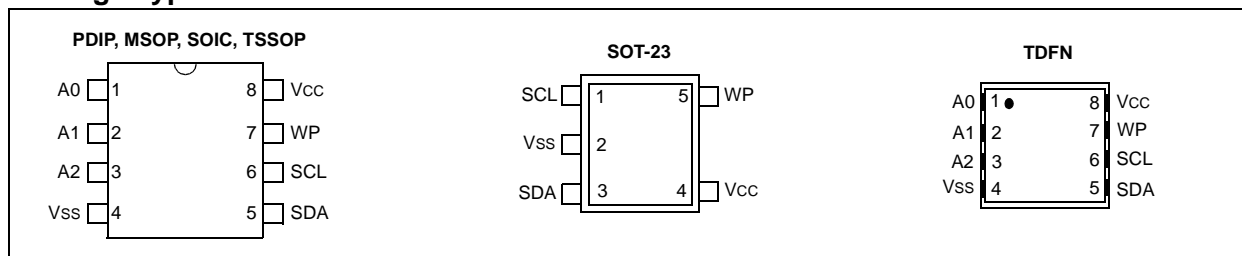 PDIP, MSOP, SOIC, TSSOP
A0 1 8 Vcc
A1 2 7 WP
A2 3 6 SCL
Vss 4 5 SDA
SOT-23
SCL 1 5 WP
Vss 2
SDA 3 4 Vcc
TDFN
A0 1 8 Vcc
A1 2 7 WP
A2 3 6 SCL
Vss 4 5 SDA